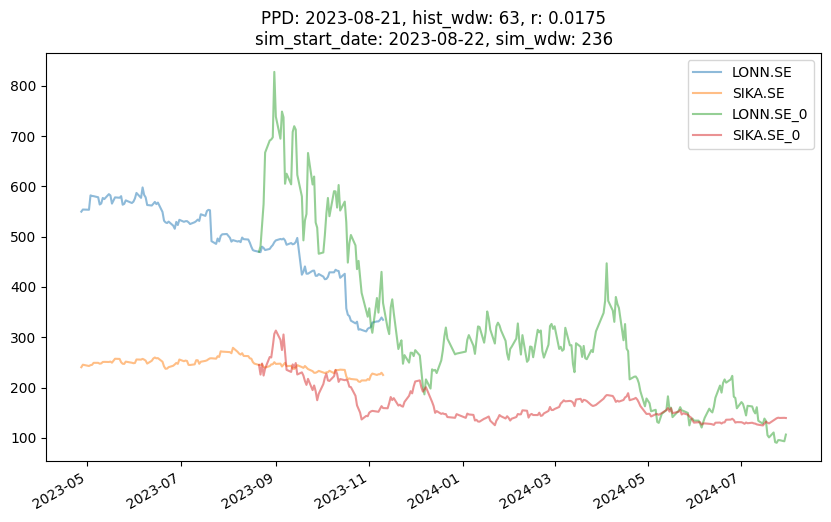 PPD: 2023-08-21, hist_wdw: 63, r: 0.0175
sim_start_date: 2023-08-22, sim_wdw: 236
LONN.SE
SIKA.SE
LONN.SE_0
SIKA.SE_0
800
700
600
500
400
300
200
100
2023-05
2023-07
2023-09
2023-11
2024-01
2024-03
2024-05
2024-07